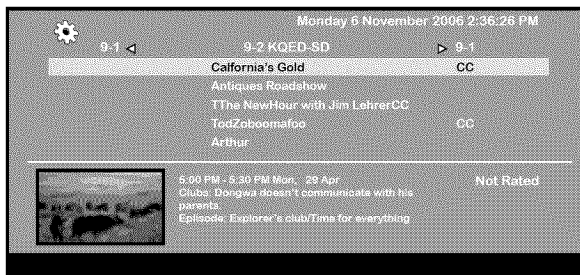 Monday 6 November 2006 2:36:26 PM
9-1 9-2 KQED-SD 9-1
Calfornia's Gold CC
Antiques Roadshow
TThe NewHour with Jim LehrerCC
TodZoboomafoo CC
Arthur
5:00 PM - 5:30 PM Mon, 29 Apr
Not Rated
Clubs: Dongwa doesn't communicate with his
parents.
Eplisode: Explorer's club/Time for everything